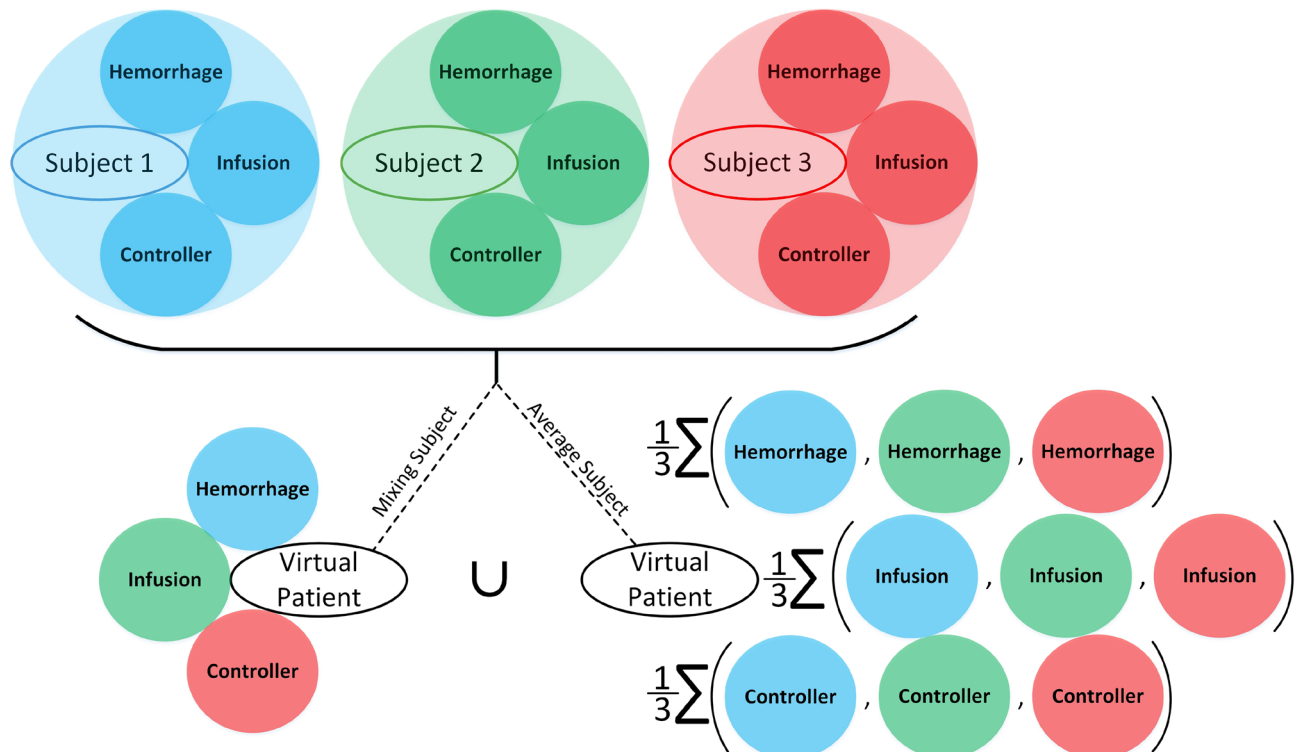 Hemorrhage
Hemorrhage
Hemorrhage
Subject 1
Infusion
Subject 2
Infusion
Subject 3
Infusion
Controller
Controller
Controller
Mixing Subject
Average Subject
Hemorrhage
Infusion
Virtual
Patient
Controller
∪
Virtual
Patient
1/3 ∑ ( Hemorrhage , Hemorrhage , Hemorrhage )
1/3 ∑ ( Infusion , Infusion , Infusion )
1/3 ∑ ( Controller , Controller , Controller )